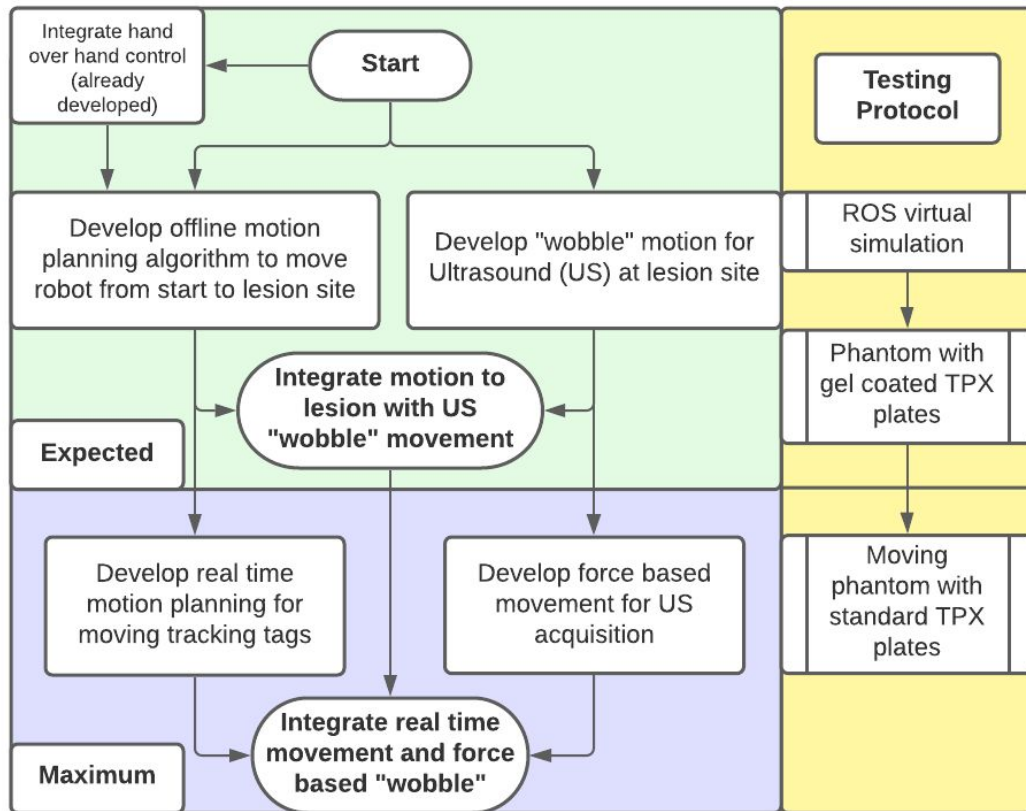 Integrate hand
over hand control
(already
developed)
Start
Testing
Protocol
Develop offline motion
planning algorithm to move
robot from start to lesion site
Develop "wobble" motion for
Ultrasound (US) at lesion site
ROS virtual
simulation
Integrate motion to
lesion with US
"wobble" movement
Phantom with
gel coated TPX
plates
Expected
Develop real time
motion planning for
moving tracking tags
Develop force based
movement for US
acquisition
Moving
phantom with
standard TPX
plates
Integrate real time
movement and force
based "wobble"
Maximum